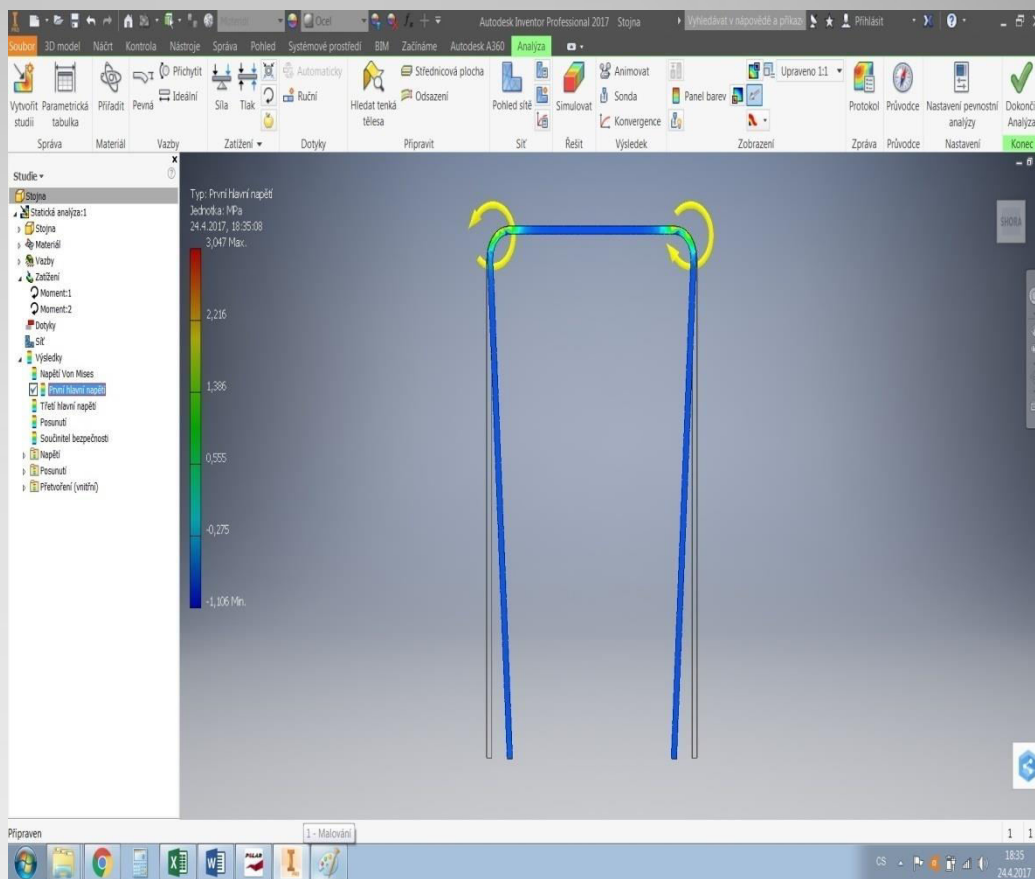 Ocel
Autodesk Inventor Professional 2017 Stojna
Vyhledávat v nápovědě a příkaz
Přihlásit
Soubor 3D model Náčrt Kontrola Nástroje Správa Pohled Systémové prostředí BIM Začínáme Autodesk A360 Analýza
Vytvořit studii
Parametrická tabulka
Přiřadit
Pevná
Přichytit
Ideální
Síla
Tlak
Automaticky
Ruční
Hledat tenká tělesa
Střednicová plocha
Odsazení
Pohled sítě
Simulovat
Animovat
Sonda
Konvergence
Panel barev
Upraveno 1:1
Protokol
Průvodce
Nastavení pevnostní analýzy
Dokonči
Analýza
Správa Materiál Vazby Zatížení Dotyky Připravit Síť Řešit Výsledek Zobrazení Zpráva Průvodce Nastavení Konec
x
Studie
Stojna
Statická analýza:1
Stojna
Materiál
Vazby
Zatížení
Moment:1
Moment:2
Dotyky
Síť
Výsledky
Napětí Von Mises
První hlavní napětí
Třetí hlavní napětí
Posunutí
Součinitel bezpečnosti
Napětí
Posunutí
Přetvoření (vnitřní)
Typ: První hlavní napětí
Jednotka: MPa
24.4.2017, 18:35:08
3,047 Max.
2,216
1,386
0,555
-0,275
-1,106 Min.
SHORA
Připraven
1 - Malování
1 1
CS
18:35
24.4.2017